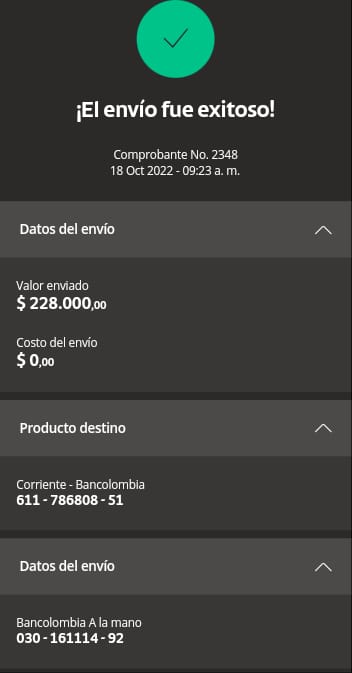 ¡El envío fue exitoso!
Comprobante No. 2348
18 Oct 2022 - 09:23 a. m.
Datos del envío
Valor enviado
$ 228.000,00
Costo del envío
$ 0,00
Producto destino
Corriente - Bancolombia
611 - 786808 - 51
Datos del envío
Bancolombia A la mano
030 - 161114 - 92